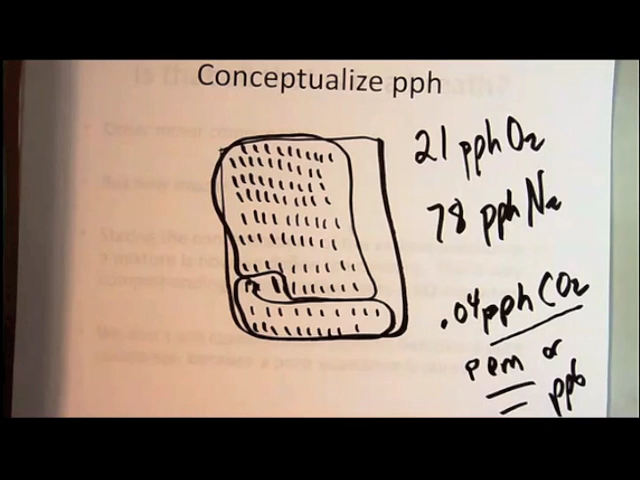 Conceptualize pph
21 pph O2
78 pph N2
.04 pph CO2
ppm or
ppb